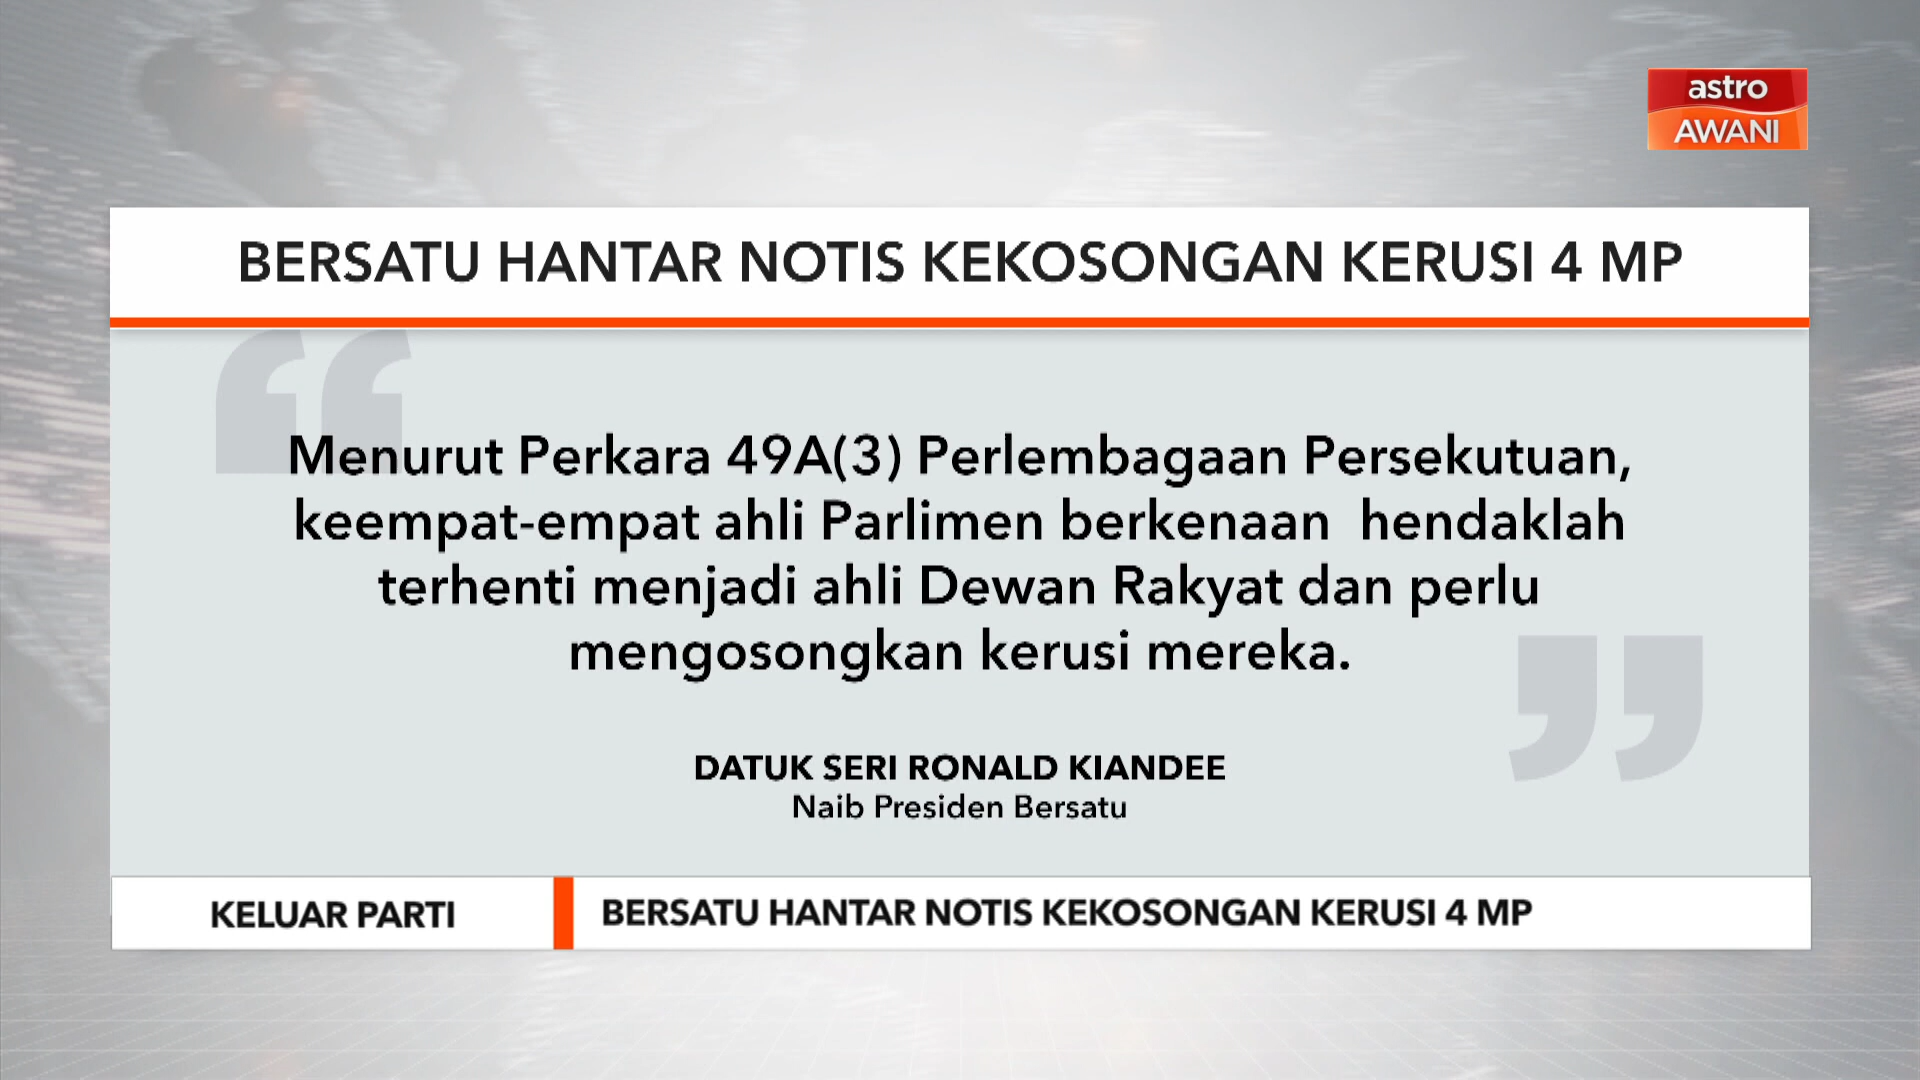 astro
AWANI
BERSATU HANTAR NOTIS KEKOSONGAN KERUSI 4 MP
Menurut Perkara 49A(3) Perlembagaan Persekutuan,
keempat-empat ahli Parlimen berkenaan hendaklah
terhenti menjadi ahli Dewan Rakyat dan perlu
mengosongkan kerusi mereka.
DATUK SERI RONALD KIANDEE
Naib Presiden Bersatu
KELUAR PARTI
BERSATU HANTAR NOTIS KEKOSONGAN KERUSI 4 MP